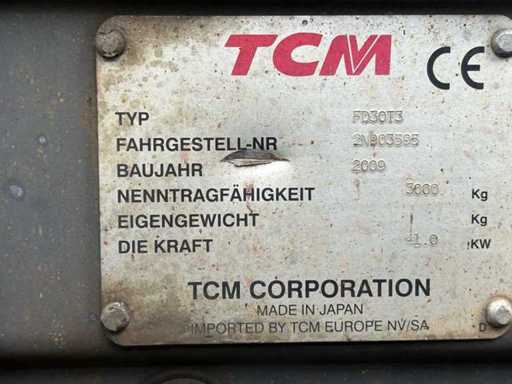 TCM CE
TYP FD30T3
FAHRGESTELL-NR
BAUJAHR 2009
NENNTRAGFÄHIGKEIT 3000 Kg
EIGENGEWICHT Kg
DIE KRAFT KW
TCM CORPORATION
MADE IN JAPAN
IMPORTED BY TCM EUROPE NV/SA D